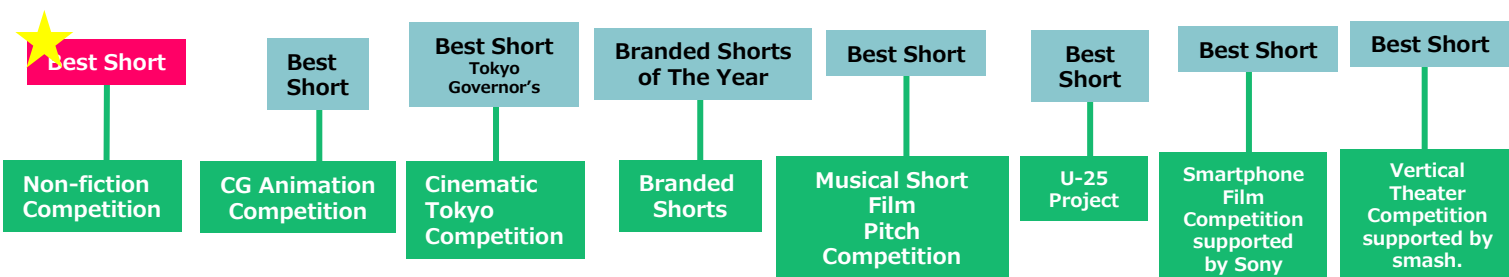 Best Short
Best
Short
Best Short
Tokyo
Governor's
Branded Shorts
of The Year
Best Short
Best
Short
Best Short
Best Short
Non-fiction
Competition
CG Animation
Competition
Cinematic
Tokyo
Competition
Branded
Shorts
Musical Short
Film
Pitch
Competition
U-25
Project
Smartphone
Film
Competition
supported
by Sony
Vertical
Theater
Competition
supported by
smash.